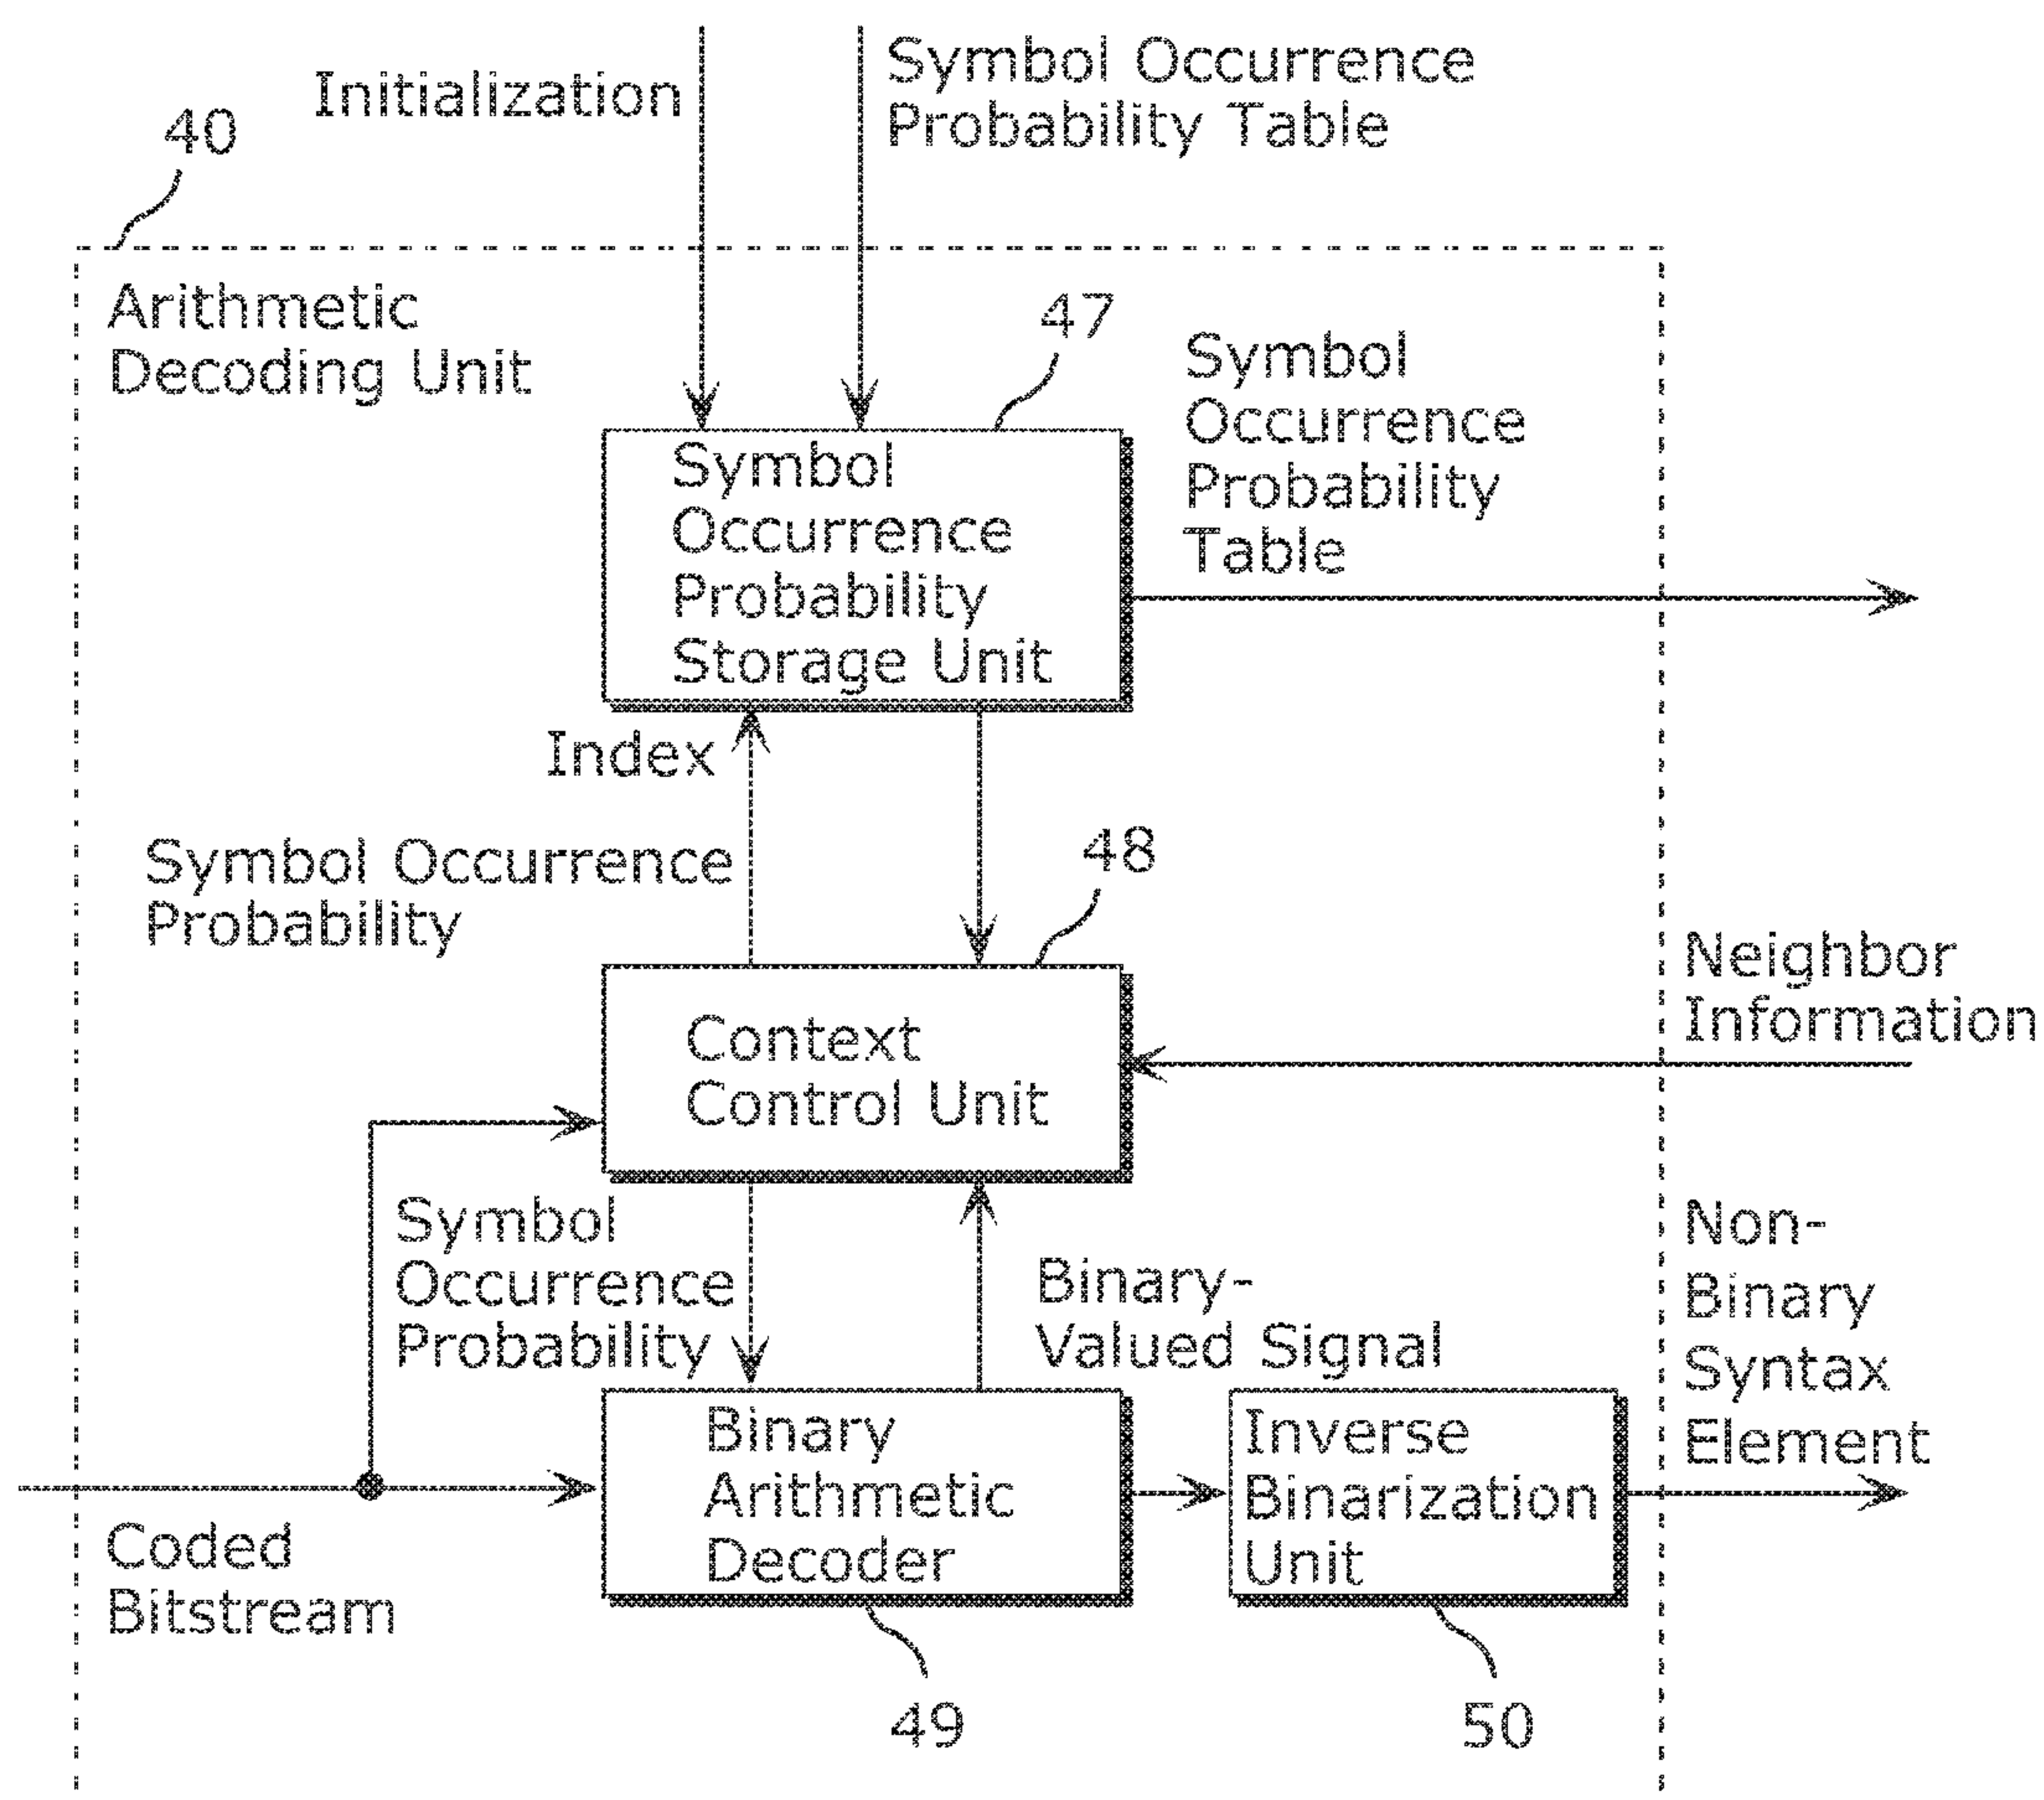 Initialization
Symbol Occurrence
Probability Table
40
Arithmetic
Decoding Unit
47
Symbol
Occurrence
Probability
Table
Symbol
Occurrence
Probability
Storage Unit
Index
Symbol Occurrence
Probability
48
Neighbor
Information
Context
Control Unit
Symbol
Occurrence
Probability
Binary-
Valued Signal
Non-
Binary
Syntax
Element
Binary
Arithmetic
Decoder
Inverse
Binarization
Unit
Coded
Bitstream
49
50